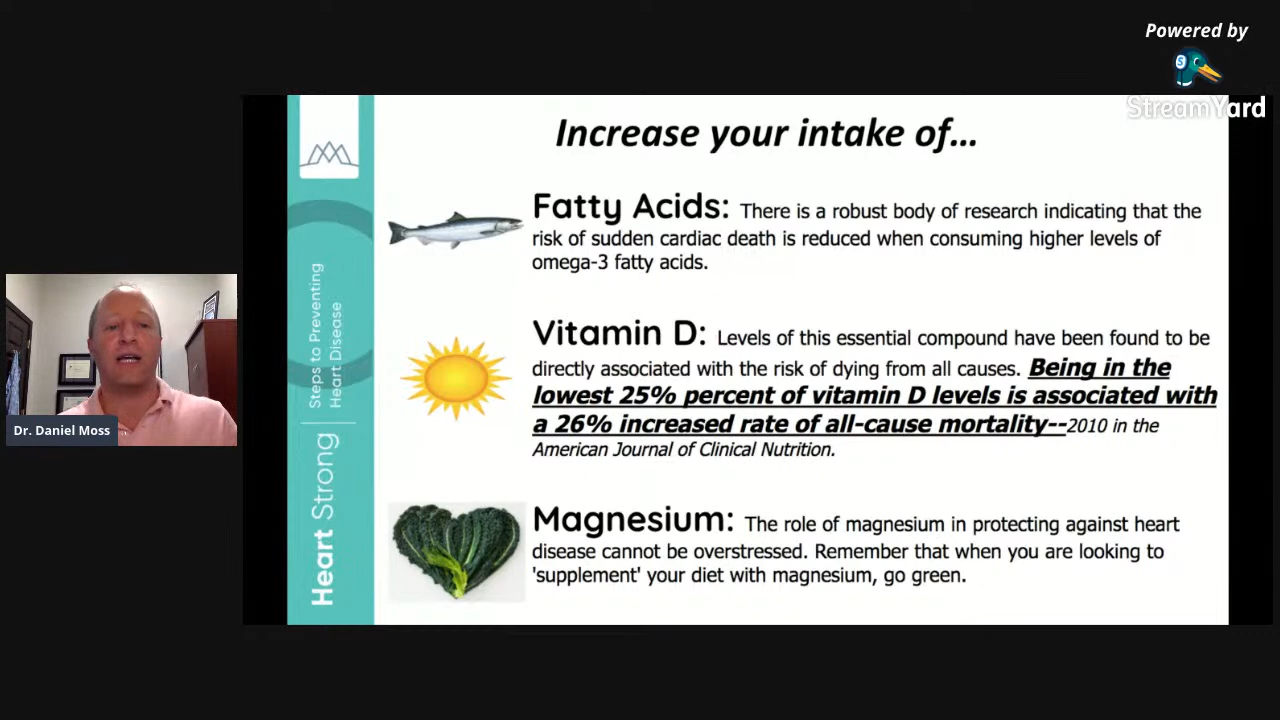 Powered by
StreamYard
Increase your intake of...
Fatty Acids: There is a robust body of research indicating that the
risk of sudden cardiac death is reduced when consuming higher levels of
omega-3 fatty acids.
Vitamin D: Levels of this essential compound have been found to be
directly associated with the risk of dying from all causes. Being in the
lowest 25% percent of vitamin D levels is associated with
a 26% increased rate of all-cause mortality--2010 in the
American Journal of Clinical Nutrition.
Magnesium: The role of magnesium in protecting against heart
disease cannot be overstressed. Remember that when you are looking to
'supplement' your diet with magnesium, go green.
Heart Strong
Steps to Preventing
Heart Disease
Dr. Daniel Moss
S